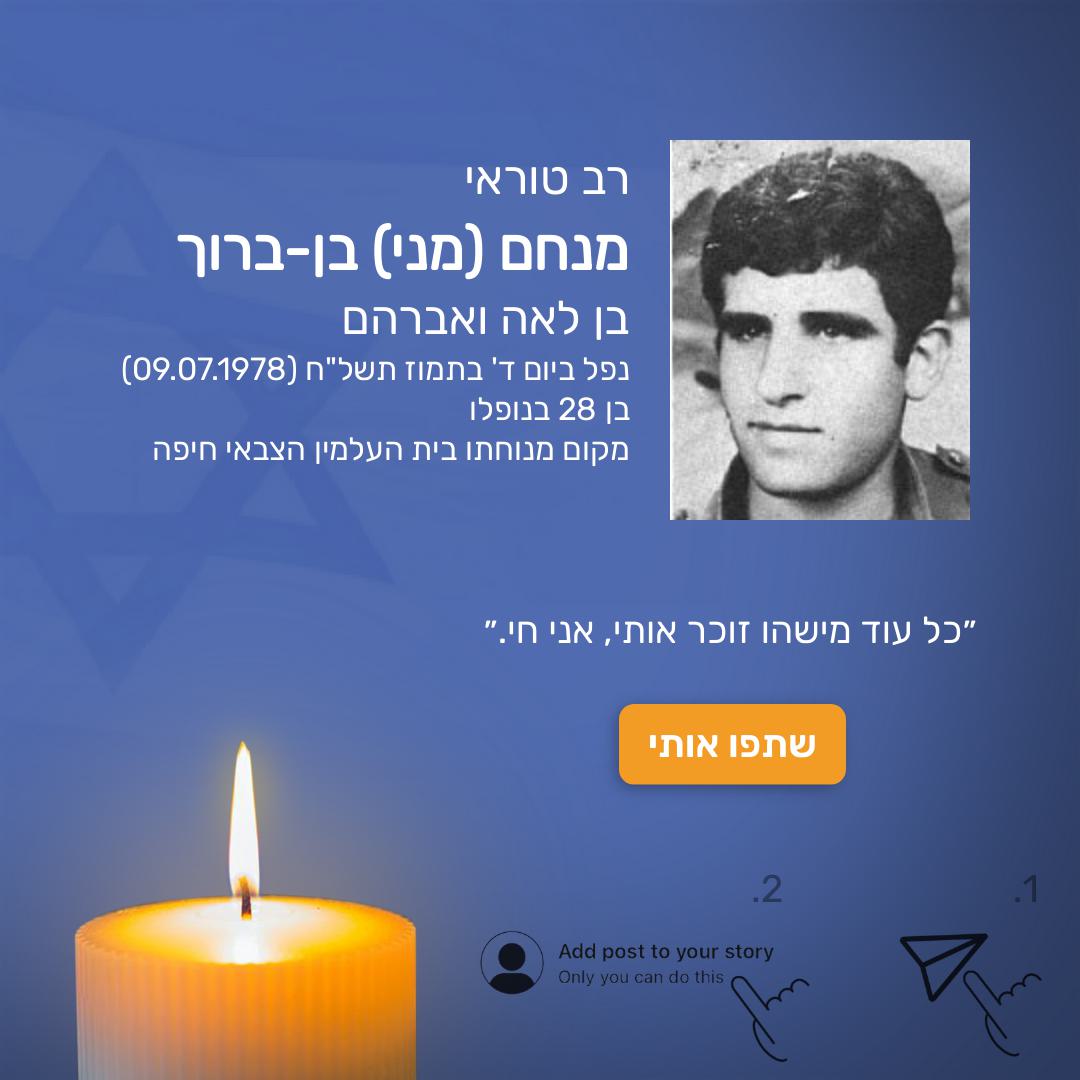 רב טוראי
מנחם (מני) בן-ברוך
בן לאה ואברהם
נפל ביום ד' בתמוז תשל"ח (09.07.1978)
בן 28 בנופלו
מקום מנוחתו בית העלמין הצבאי חיפה
״כל עוד מישהו זוכר אותי, אני חי.״
שתפו אותי
1.
2.
Add post to your story
Only you can do this